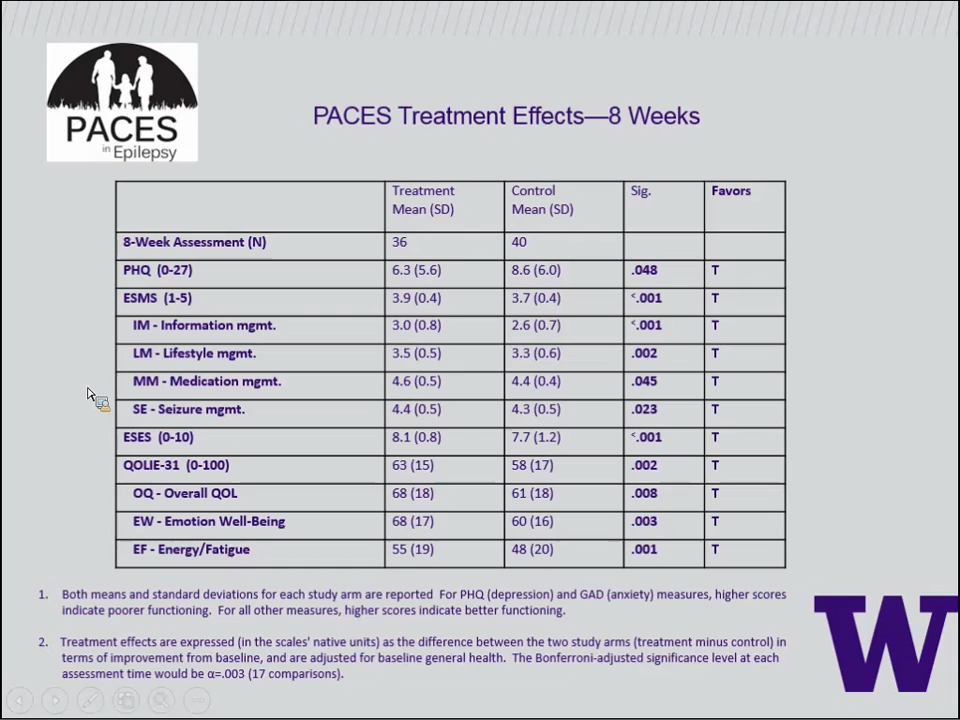 PACES
in Epilepsy
PACES Treatment Effects—8 Weeks
Treatment Mean (SD) Control Mean (SD) Sig. Favors
8-Week Assessment (N) 36 40
PHQ (0-27) 6.3 (5.6) 8.6 (6.0) .048 T
ESMS (1-5) 3.9 (0.4) 3.7 (0.4) <.001 T
IM - Information mgmt. 3.0 (0.8) 2.6 (0.7) <.001 T
LM - Lifestyle mgmt. 3.5 (0.5) 3.3 (0.6) .002 T
MM - Medication mgmt. 4.6 (0.5) 4.4 (0.4) .045 T
SE - Seizure mgmt. 4.4 (0.5) 4.3 (0.5) .023 T
ESES (0-10) 8.1 (0.8) 7.7 (1.2) <.001 T
QOLIE-31 (0-100) 63 (15) 58 (17) .002 T
OQ - Overall QOL 68 (18) 61 (18) .008 T
EW - Emotion Well-Being 68 (17) 60 (16) .003 T
EF - Energy/Fatigue 55 (19) 48 (20) .001 T
1. Both means and standard deviations for each study arm are reported For PHQ (depression) and GAD (anxiety) measures, higher scores
indicate poorer functioning. For all other measures, higher scores indicate better functioning.
2. Treatment effects are expressed (in the scales' native units) as the difference between the two study arms (treatment minus control) in
terms of improvement from baseline, and are adjusted for baseline general health. The Bonferroni-adjusted significance level at each
assessment time would be α=.003 (17 comparisons).
W